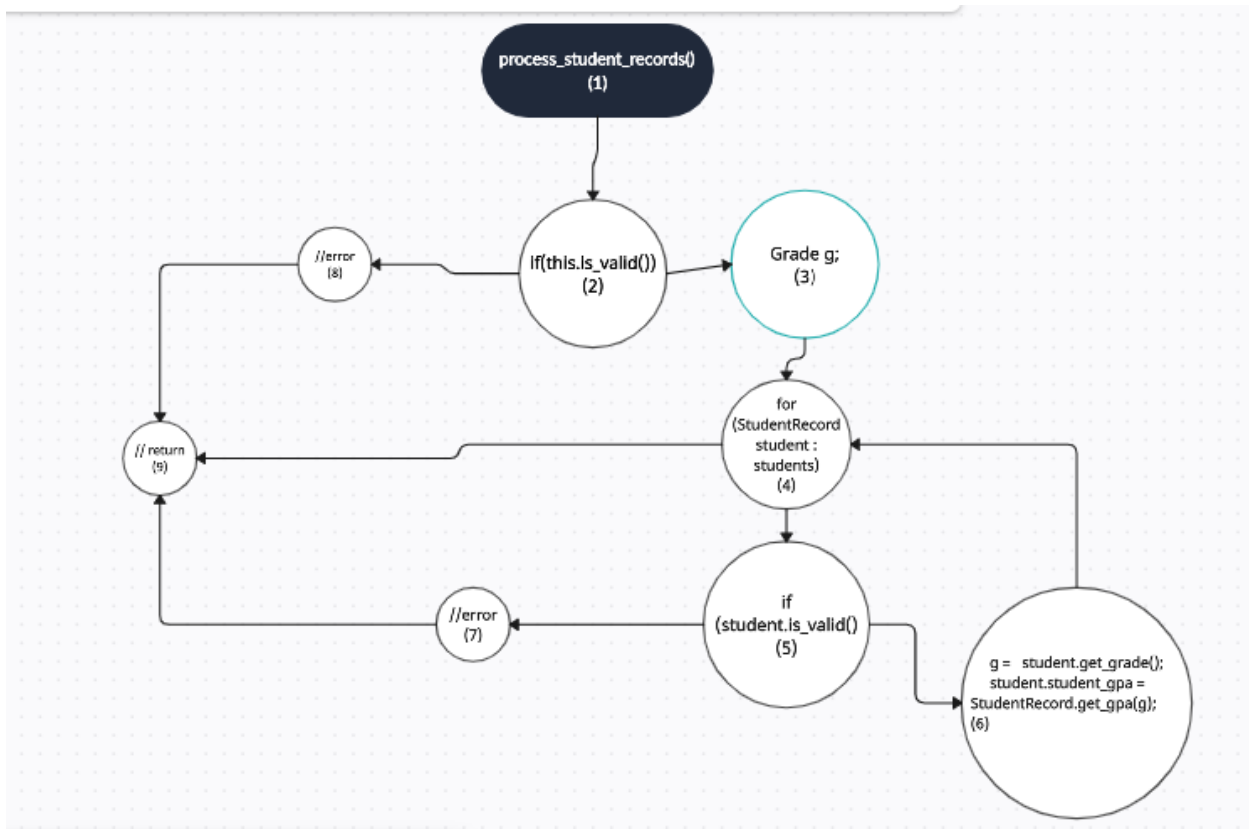 process_student_records()
(1)
//error
(8)
if(this.is_valid())
(2)
Grade g;
(3)
for
(StudentRecord
student :
students)
(4)
// return
(9)
//error
(7)
if
(student.is_valid()
(5)
g = student.get_grade();
student.student_gpa =
StudentRecord.get_gpa(g);
(6)